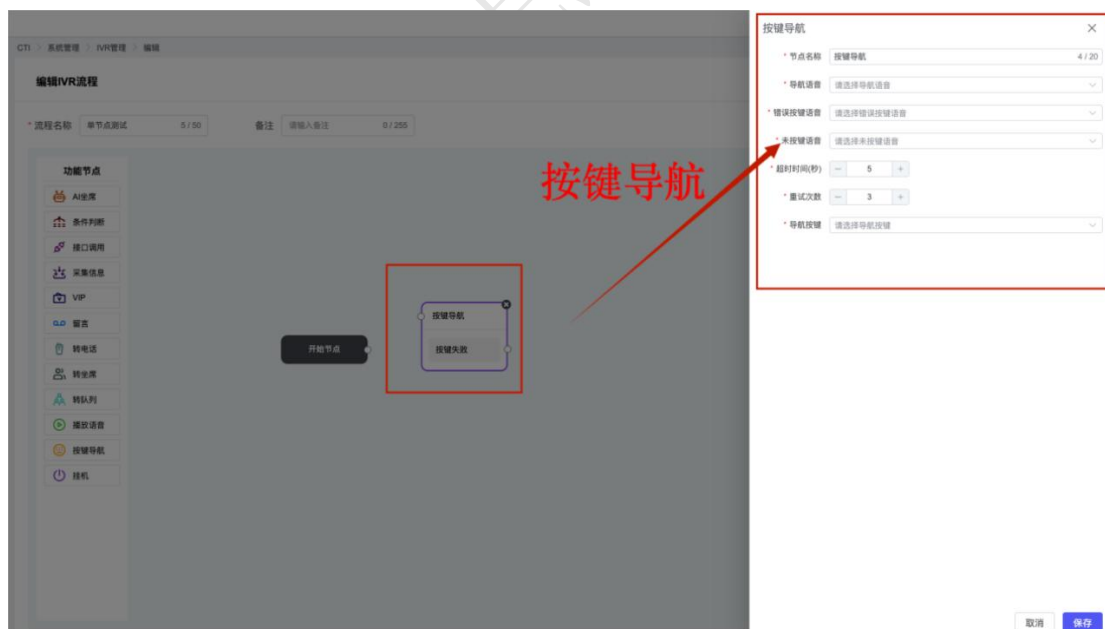 CTI > 系统管理 > IVR管理 > 编辑
编辑IVR流程
* 流程名称 单节点测试 5 / 50 备注 请输入备注 0 / 255
功能节点
AI坐席
条件判断
接口调用
采集信息
VIP
留言
转电话
转坐席
转队列
播放语音
按键导航
挂机
开始节点
按键导航
按键失败
按键导航
按键导航
* 节点名称 按键导航 4 / 20
* 导航语音 请选择导航语音
* 错误按键语音 请选择错误按键语音
* 未按键语音 请选择未按键语音
* 超时时间(秒) − 5 +
* 重试次数 − 3 +
* 导航按键 请选择导航按键
取消 保存